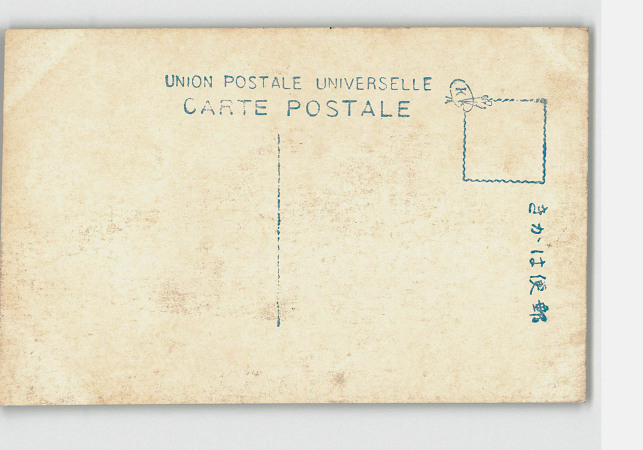 UNION POSTALE UNIVERSELLE
CARTE POSTALE
K
きかは便郵